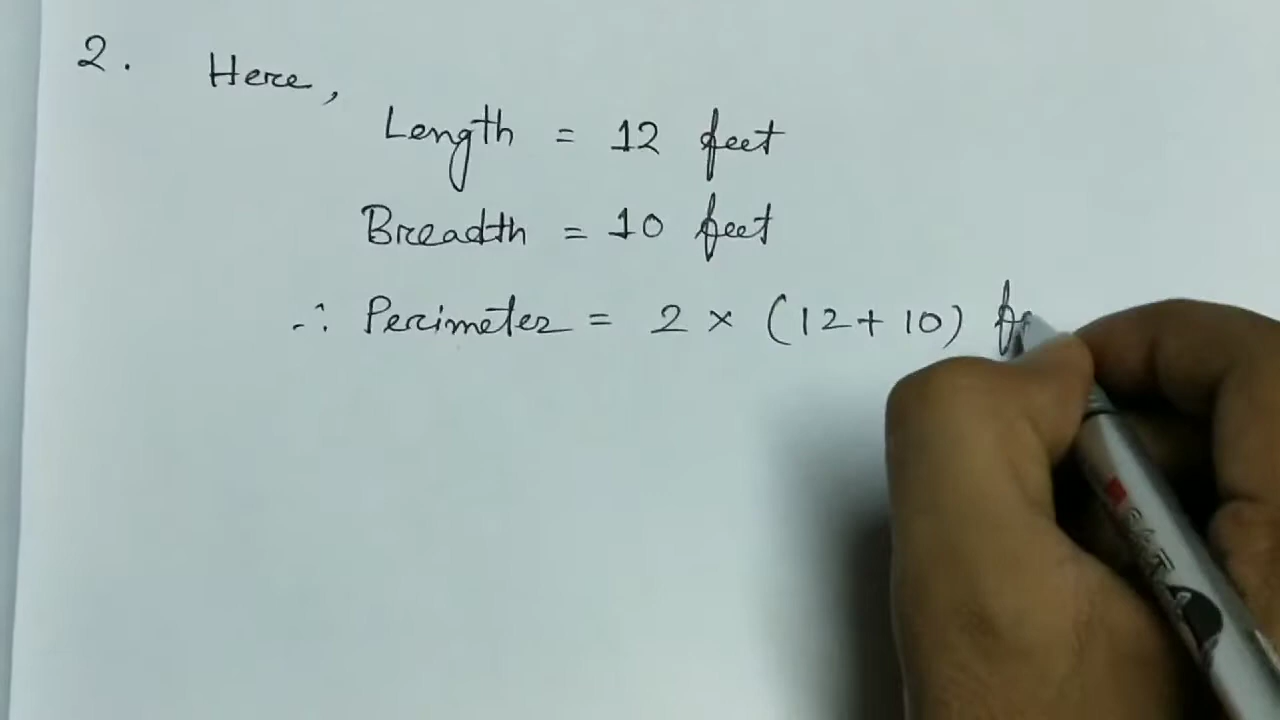 2. Here,
Length = 12 feet
Breadth = 10 feet
∴ Perimeter = 2 × (12 + 10)